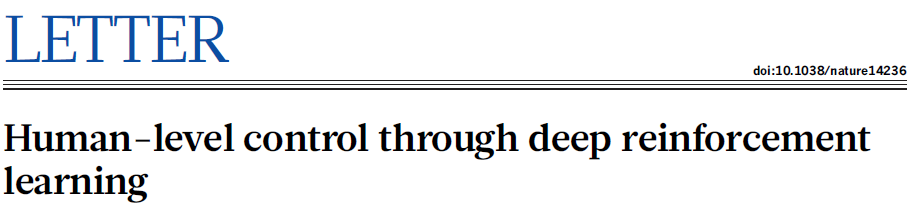 LETTER
doi:10.1038/nature14236
Human-level control through deep reinforcement
learning